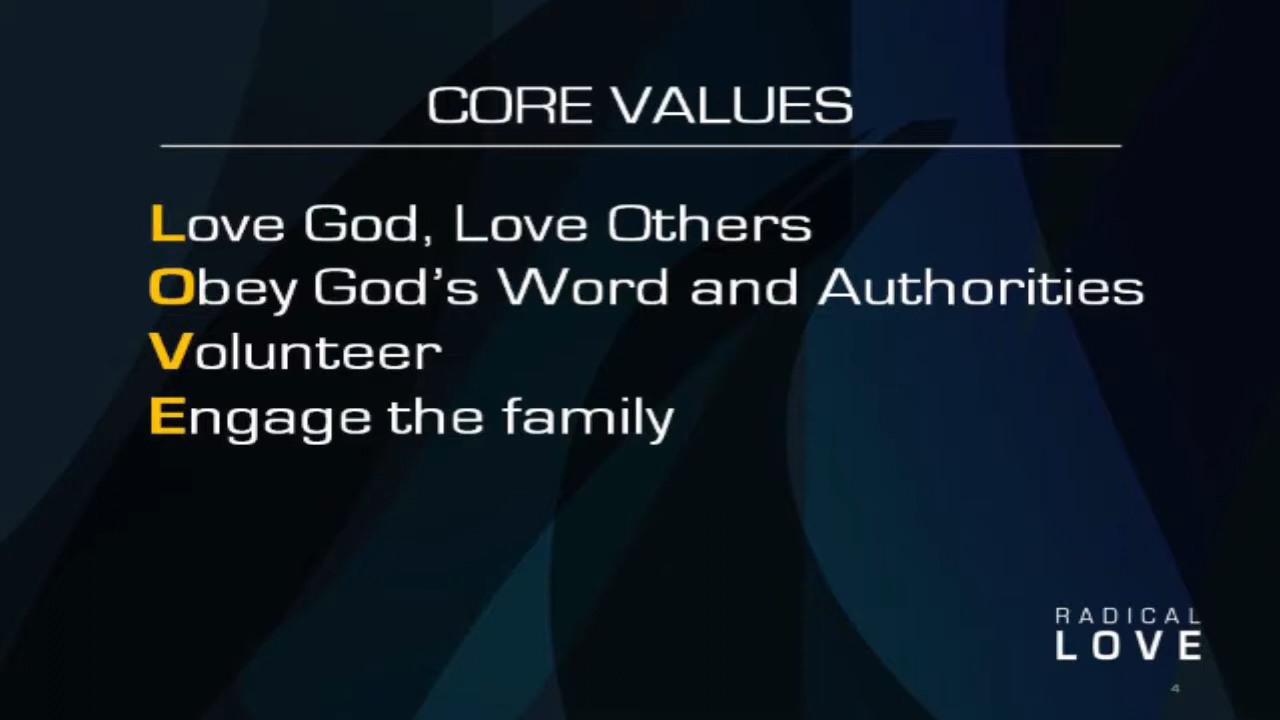 CORE VALUES
Love God, Love Others
Obey God’s Word and Authorities
Volunteer
Engage the family
RADICAL
LOVE
4